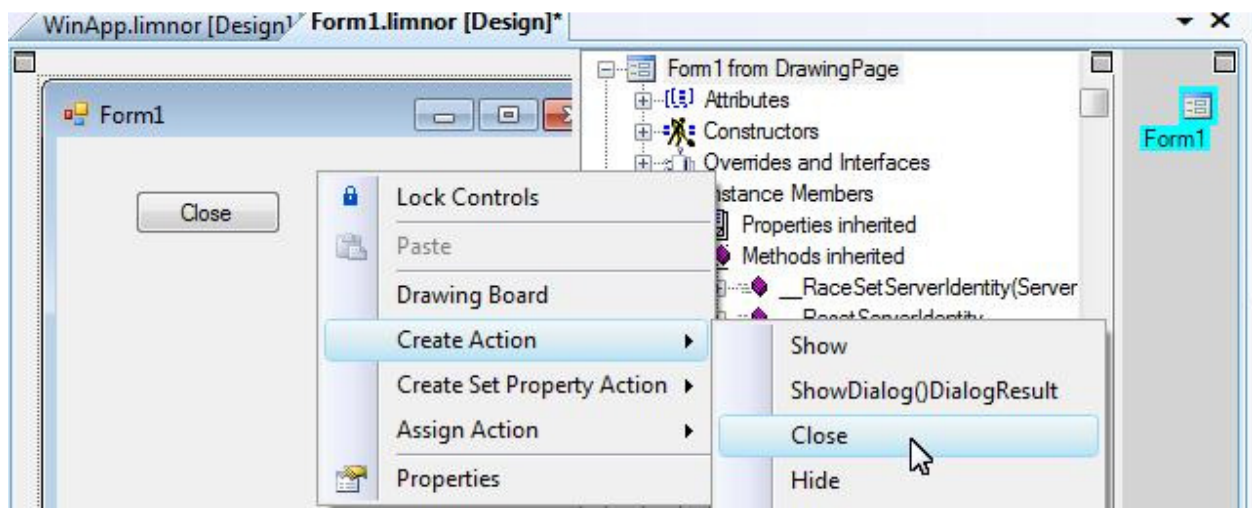 WinApp.limnor [Design] Form1.limnor [Design]*
Form1
Close
Lock Controls
Paste
Drawing Board
Create Action
Create Set Property Action
Assign Action
Properties
Show
ShowDialog()DialogResult
Close
Hide
Form1 from DrawingPage
Attributes
Constructors
Overrides and Interfaces
nstance Members
Properties inherited
Methods inherited
__RaceSetServerIdentity(Server
Form1